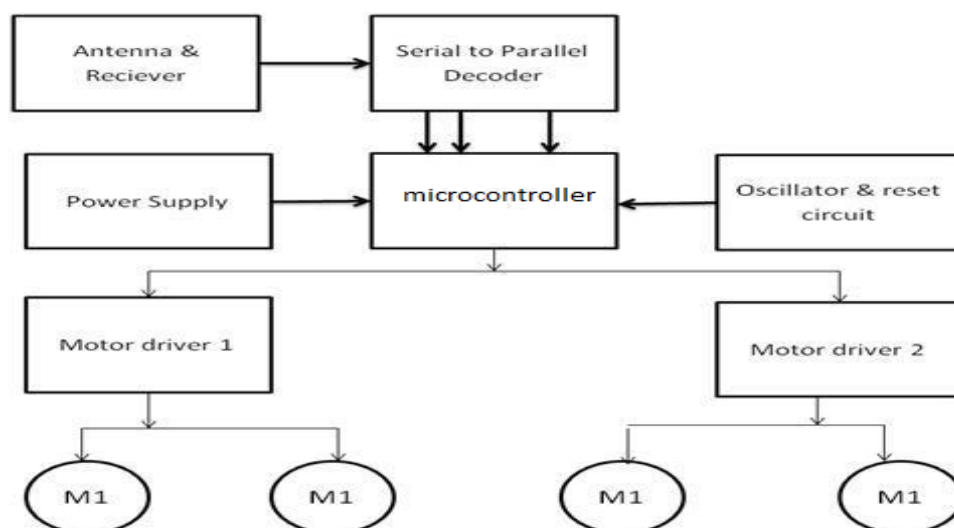 Antenna &
Reciever
Serial to Parallel
Decoder
Power Supply
microcontroller
Oscillator & reset
circuit
Motor driver 1
Motor driver 2
M1
M1
M1
M1